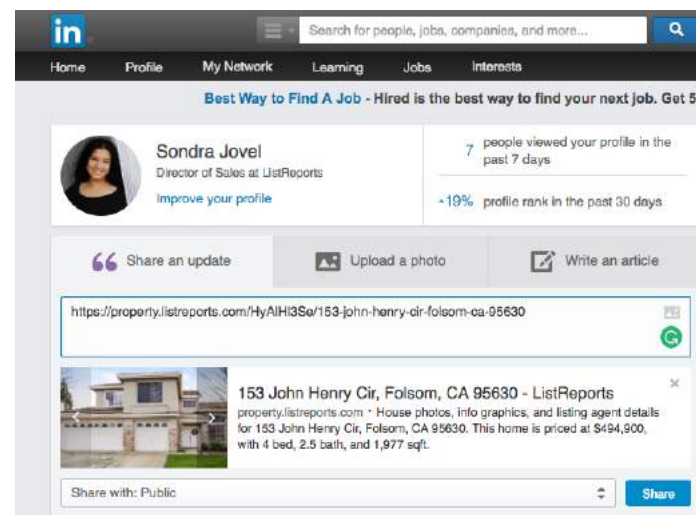 in
Search for people, jobs, companies, and more...
Home Profile My Network Learning Jobs Interests
Best Way to Find A Job - Hired is the best way to find your next job. Get 5
Sondra Jovel
Director of Sales at ListReports
Improve your profile
7 people viewed your profile in the
past 7 days
19% profile rank in the past 30 days
Share an update Upload a photo Write an article
https://property.listreports.com/HyAlHl3Se/153-john-henry-cir-folsom-ca-95630
153 John Henry Cir, Folsom, CA 95630 - ListReports
property.listreports.com · House photos, info graphics, and listing agent details
for 153 John Henry Cir, Folsom, CA 95630. This home is priced at $494,900,
with 4 bed, 2.5 bath, and 1,977 sqft.
Share with: Public Share